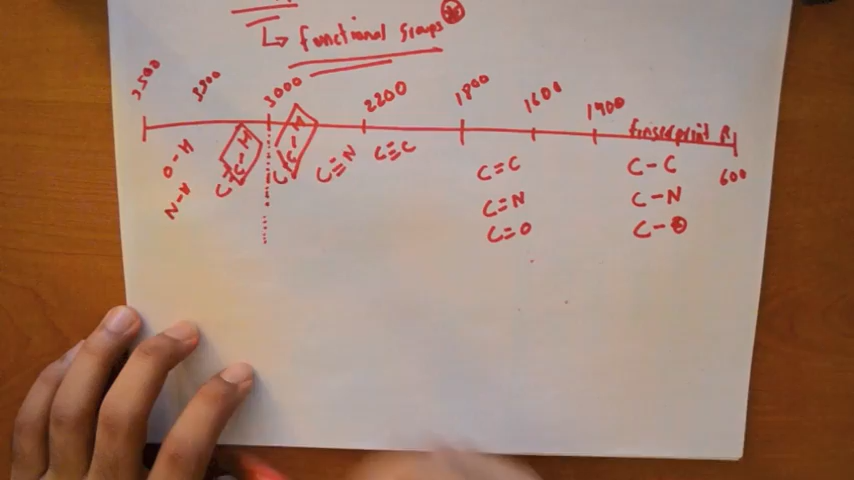 ↳ functional Groups *
3500 3300 3000 2200 1800 1600 1400 fingerprint R
O-H C=C-H C-C-H C≡N C≡C C=C C-C 600
N-H C=N C-N
C=O C-O